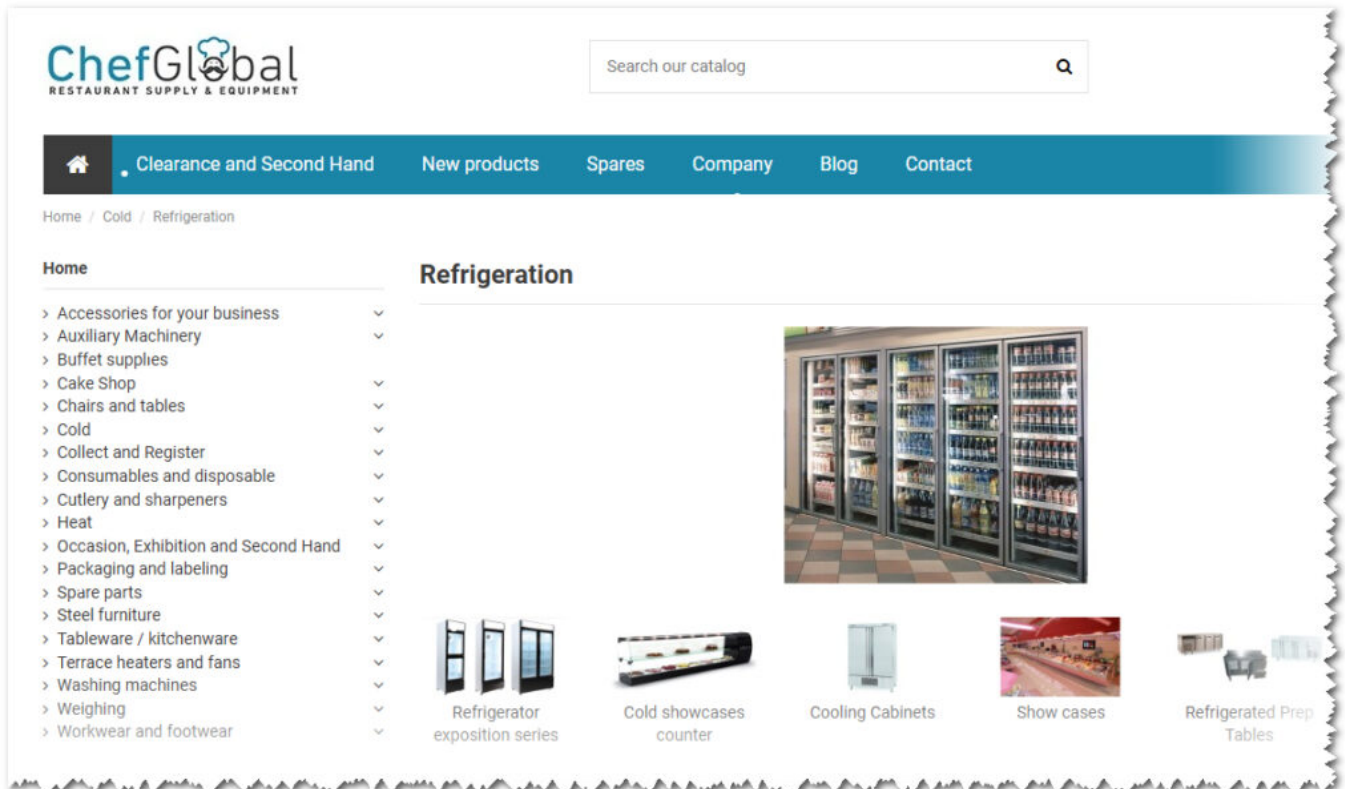 ChefGlobal
RESTAURANT SUPPLY & EQUIPMENT
Search our catalog
Clearance and Second Hand New products Spares Company Blog Contact
Home / Cold / Refrigeration
Home
> Accessories for your business
> Auxiliary Machinery
> Buffet supplies
> Cake Shop
> Chairs and tables
> Cold
> Collect and Register
> Consumables and disposable
> Cutlery and sharpeners
> Heat
> Occasion, Exhibition and Second Hand
> Packaging and labeling
> Spare parts
> Steel furniture
> Tableware / kitchenware
> Terrace heaters and fans
> Washing machines
> Weighing
> Workwear and footwear
Refrigeration
Refrigerator
exposition series
Cold showcases
counter
Cooling Cabinets
Show cases
Refrigerated Prep
Tables